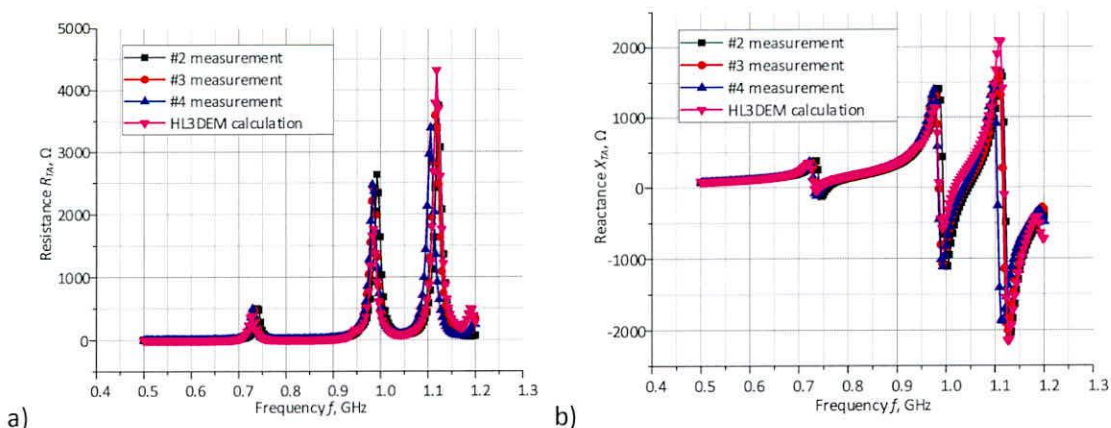 5000
4000
3000
2000
1000
0
Resistance R_TA, Ω
#2 measurement
#3 measurement
#4 measurement
HL3DEM calculation
0.4 0.5 0.6 0.7 0.8 0.9 1.0 1.1 1.2 1.3
Frequency f, GHz
a)
2000
1000
0
-1000
-2000
Reactance X_TA, Ω
#2 measurement
#3 measurement
#4 measurement
HL3DEM calculation
0.4 0.5 0.6 0.7 0.8 0.9 1.0 1.1 1.2 1.3
Frequency f, GHz
b)